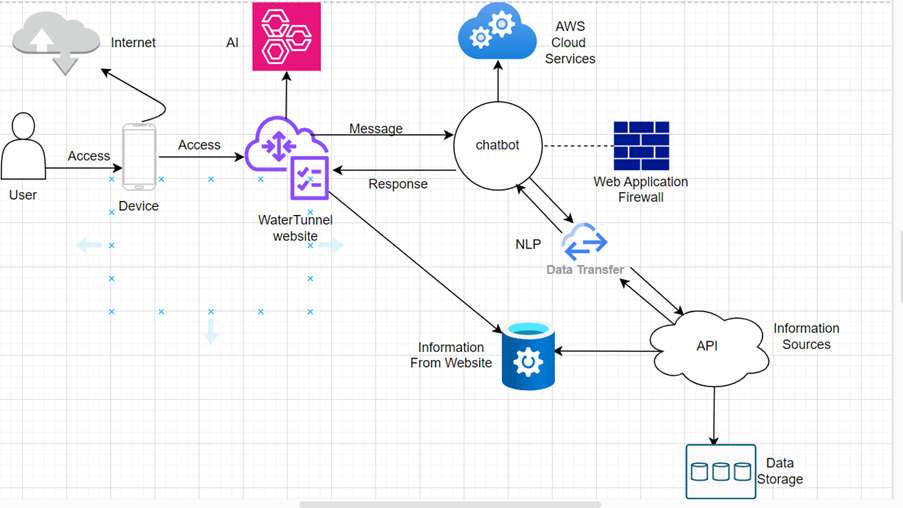 Internet
AI
AWS
Cloud
Services
Message
chatbot
Access
Access
Response
Web Application
Firewall
User
Device
WaterTunnel
website
NLP
Data Transfer
Information
From Website
API
Information
Sources
Data
Storage